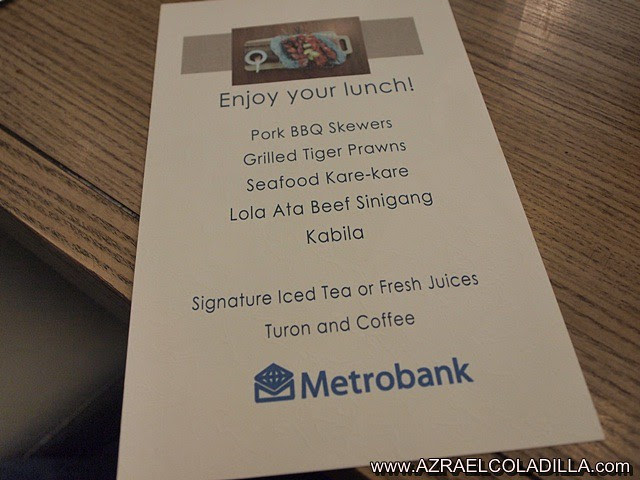 Enjoy your lunch!
Pork BBQ Skewers
Grilled Tiger Prawns
Seafood Kare-kare
Lola Ata Beef Sinigang
Kabila
Signature Iced Tea or Fresh Juices
Turon and Coffee
Metrobank
www.AZRAELCOLADILLA.com